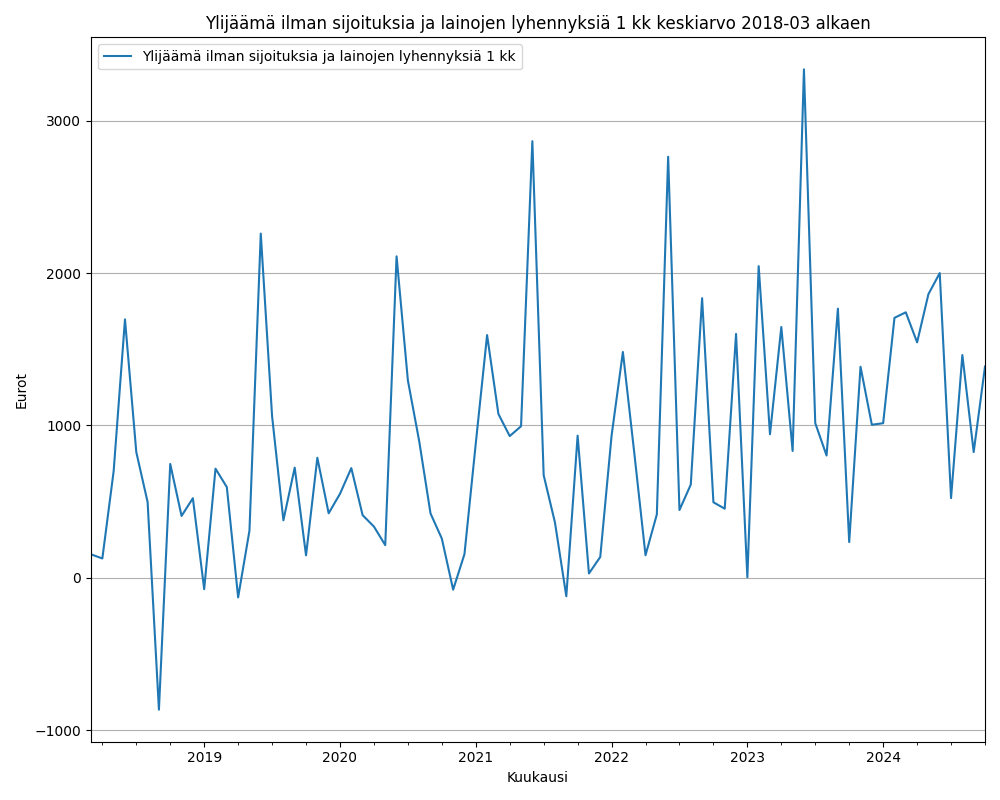 Ylijäämä ilman sijoituksia ja lainojen lyhennyksiä 1 kk keskiarvo 2018-03 alkaen
Ylijäämä ilman sijoituksia ja lainojen lyhennyksiä 1 kk
3000
2000
1000
0
−1000
Eurot
2019 2020 2021 2022 2023 2024
Kuukausi